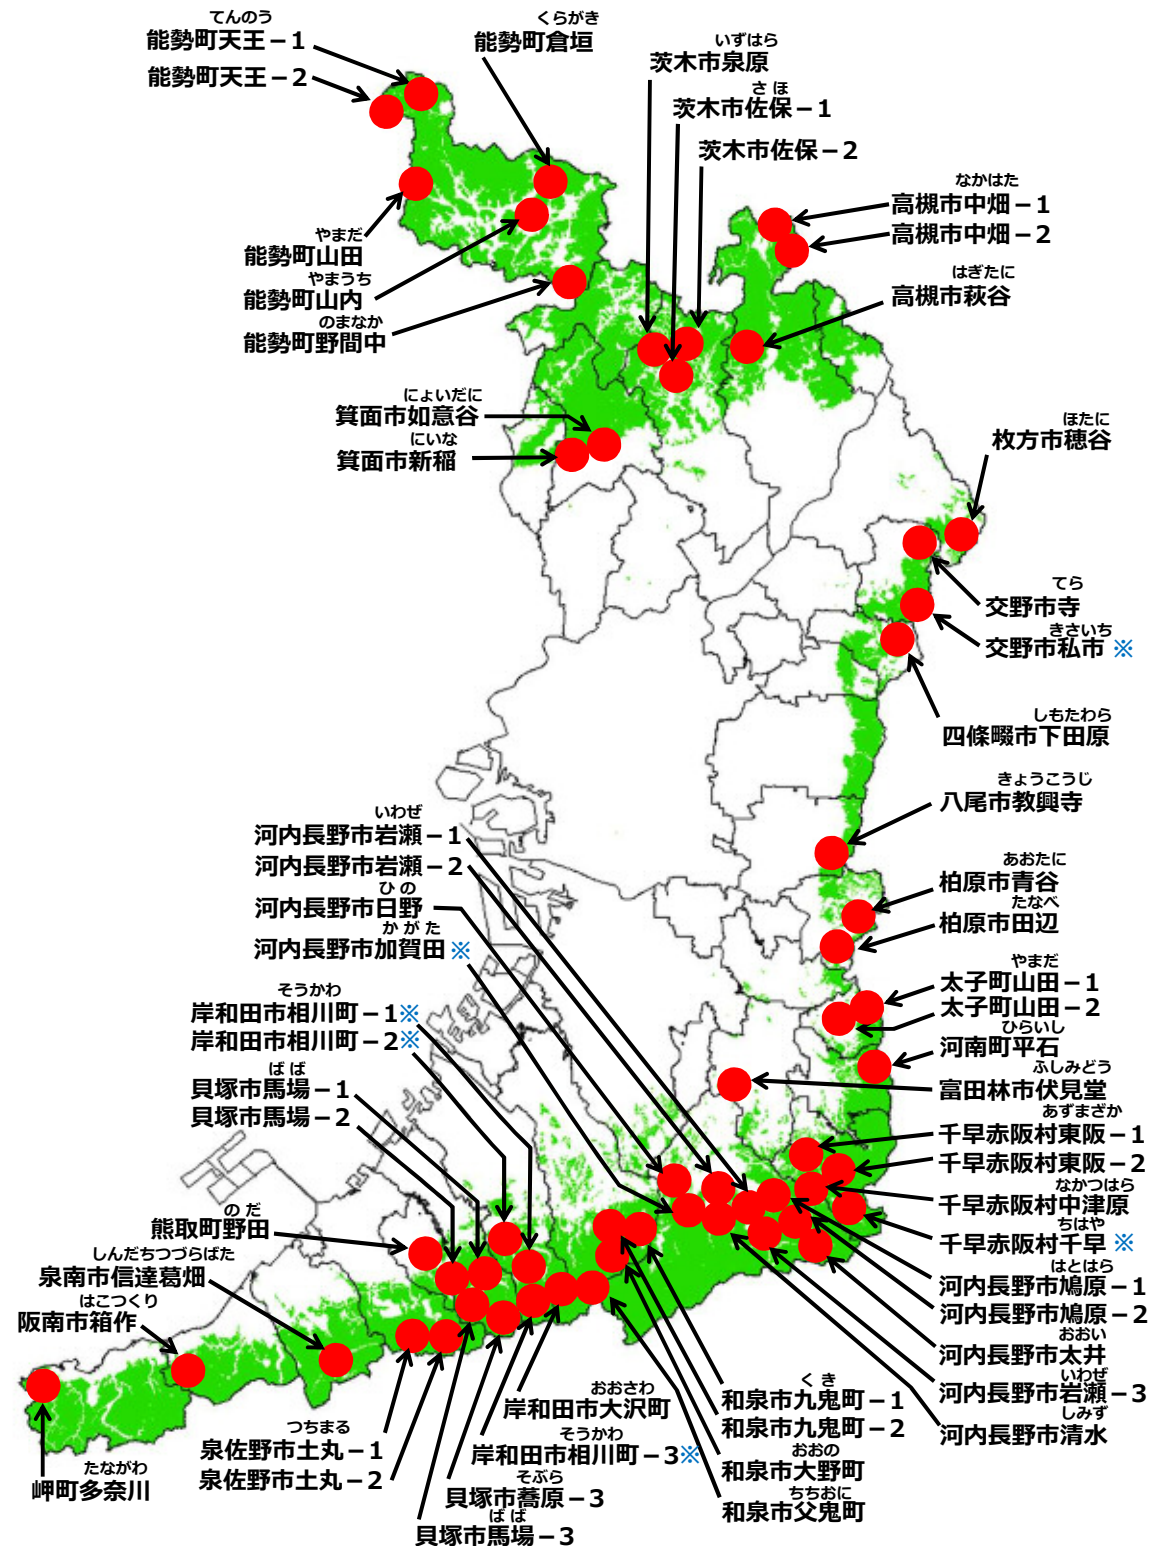 てんのう
能勢町天王－1
能勢町天王－2
くらがき
能勢町倉垣
いずはら
茨木市泉原
さほ
茨木市佐保－1
茨木市佐保－2
なかはた
高槻市中畑－1
高槻市中畑－2
はぎたに
高槻市萩谷
やまだ
能勢町山田
やまうち
能勢町山内
のまなか
能勢町野間中
にょいだに
箕面市如意谷
にいな
箕面市新稲
ほたに
枚方市穂谷
てら
交野市寺
きさいち
交野市私市※
しもたわら
四條畷市下田原
きょうこうじ
八尾市教興寺
あおたに
柏原市青谷
たなべ
柏原市田辺
やまだ
太子町山田－1
太子町山田－2
ひらいし
河南町平石
ふしみどう
富田林市伏見堂
あずまざか
千早赤阪村東阪－1
千早赤阪村東阪－2
なかつはら
千早赤阪村中津原
ちはや
千早赤阪村千早※
はとはら
河内長野市鳩原－1
河内長野市鳩原－2
おおい
河内長野市太井
いわぜ
河内長野市岩瀬－3
しみず
河内長野市清水
いわぜ
河内長野市岩瀬－1
河内長野市岩瀬－2
ひの
河内長野市日野
かがた
河内長野市加賀田※
そうかわ
岸和田市相川町－1※
岸和田市相川町－2※
ばば
貝塚市馬場－1
貝塚市馬場－2
のだ
熊取町野田
しんだちつづらばた
泉南市信達葛畑
はこつくり
阪南市箱作
たながわ
岬町多奈川
つちまる
泉佐野市土丸－1
泉佐野市土丸－2
おおさわ
岸和田市大沢町
そうかわ
岸和田市相川町－3※
そぶら
貝塚市蕎原－3
ばば
貝塚市馬場－3
くき
和泉市九鬼町－1
和泉市九鬼町－2
おおの
和泉市大野町
ちちおに
和泉市父鬼町